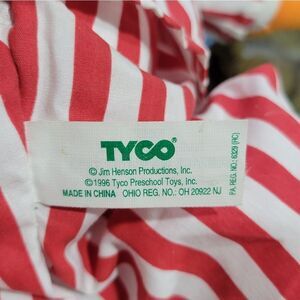 TYCO®
© Jim Henson Productions, Inc.
©1996 Tyco Preschool Toys, Inc.
MADE IN CHINA OHIO REG. NO.: OH 20922 NJ
PA REG. NO.: 6329 (RC)